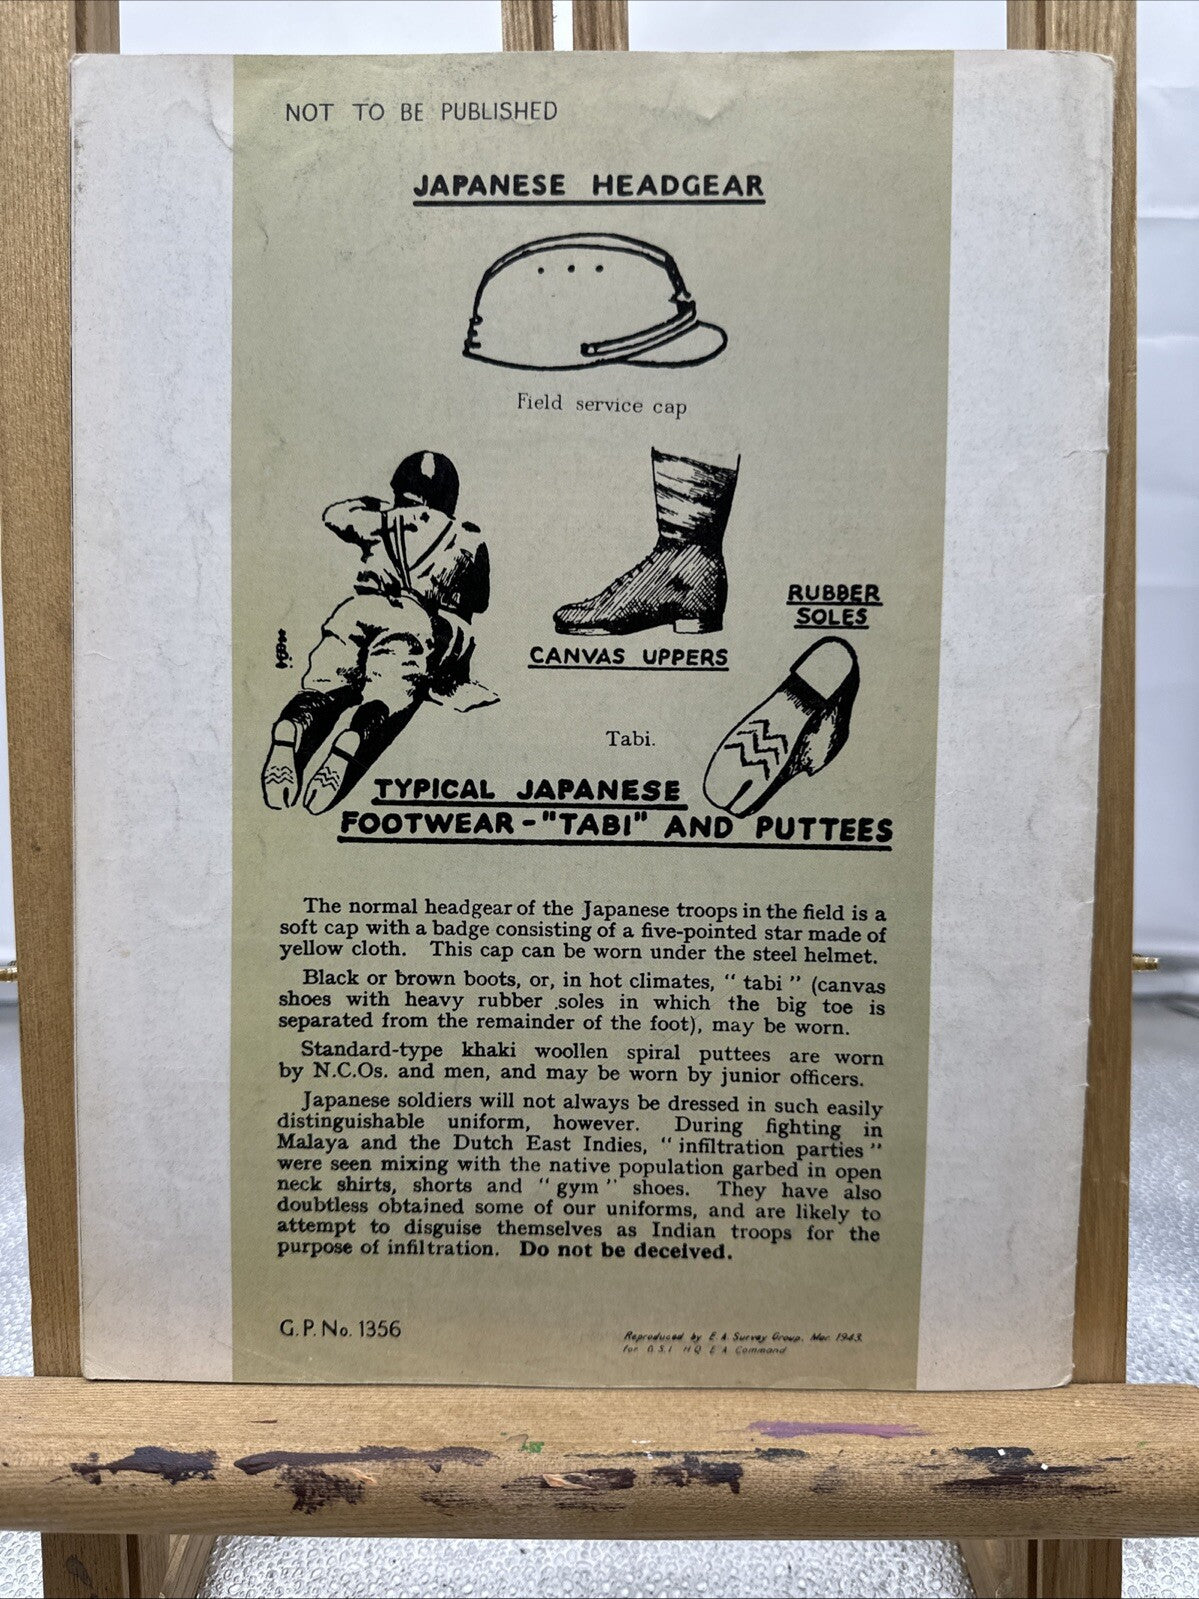 NOT TO BE PUBLISHED
JAPANESE HEADGEAR
Field service cap
RUBBER
SOLES
CANVAS UPPERS
Tabi.
TYPICAL JAPANESE
FOOTWEAR - "TABI" AND PUTTEES
The normal headgear of the Japanese troops in the field is a
soft cap with a badge consisting of a five-pointed star made of
yellow cloth. This cap can be worn under the steel helmet.
Black or brown boots, or, in hot climates, “ tabi ” (canvas
shoes with heavy rubber soles in which the big toe is
separated from the remainder of the foot), may be worn.
Standard-type khaki woollen spiral puttees are worn
by N.C.Os. and men, and may be worn by junior officers.
Japanese soldiers will not always be dressed in such easily
distinguishable uniform, however. During fighting in
Malaya and the Dutch East Indies, “ infiltration parties ”
were seen mixing with the native population garbed in open
neck shirts, shorts and “ gym ” shoes. They have also
doubtless obtained some of our uniforms, and are likely to
attempt to disguise themselves as Indian troops for the
purpose of infiltration. Do not be deceived.
G.P. No. 1356
Reproduced by E A Survey Group. Mar 1943.
for G.S.I H Q E A Command